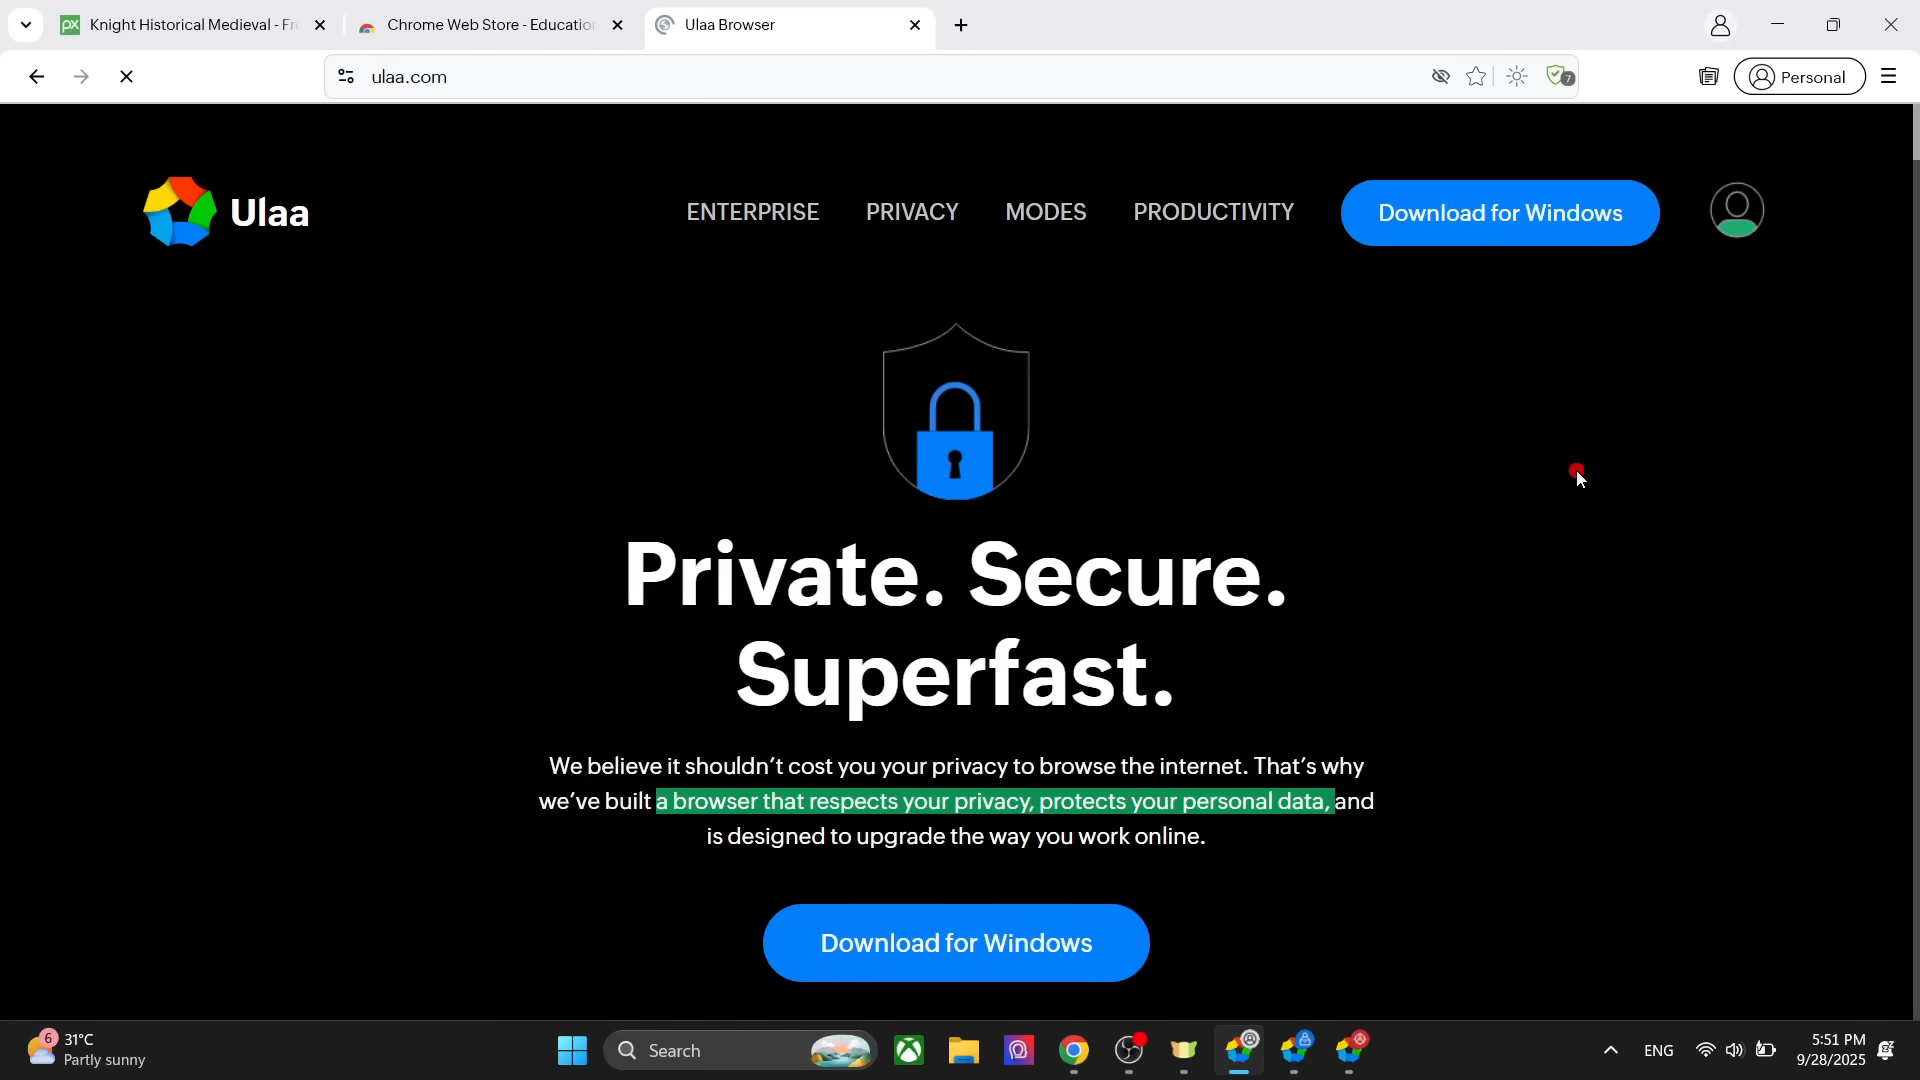 Knight Historical Medieval - Fr
Chrome Web Store - Education
Ulaa Browser
ulaa.com
7
Personal
Ulaa
ENTERPRISE
PRIVACY
MODES
PRODUCTIVITY
Download for Windows
Private. Secure.
Superfast.
We believe it shouldn't cost you your privacy to browse the internet. That's why
we've built a browser that respects your privacy, protects your personal data, and
is designed to upgrade the way you work online.
Download for Windows
6
31°C
Partly sunny
Search
ENG
5:51 PM
9/28/2025